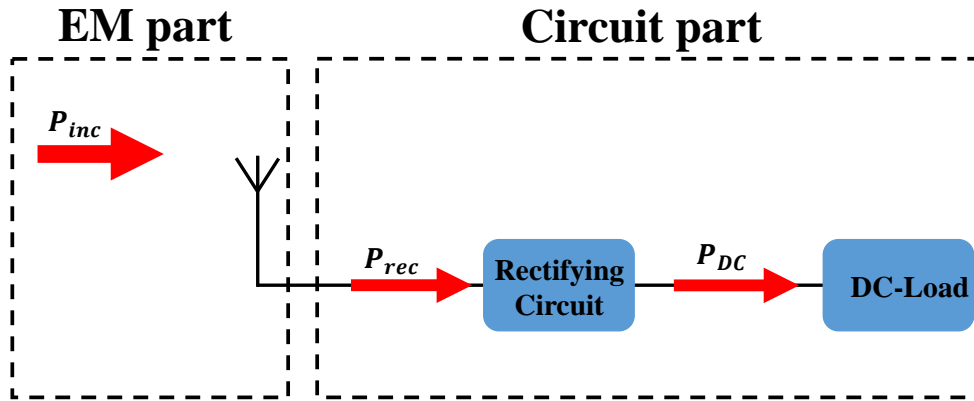 EM part
Circuit part
P_inc
P_rec
Rectifying
Circuit
P_DC
DC-Load